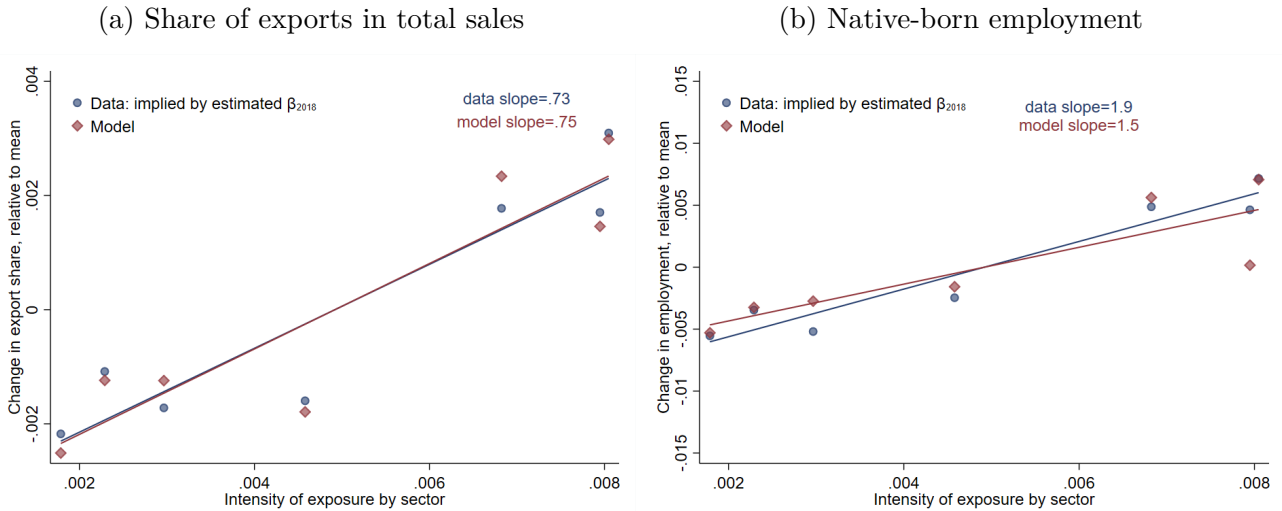 (a) Share of exports in total sales
Change in export share, relative to mean
.004
.002
0
-.002
Data: implied by estimated β2018
Model
data slope=.73
model slope=.75
.002 .004 .006 .008
Intensity of exposure by sector
(b) Native-born employment
Change in employment, relative to mean
.015
.01
.005
0
-.005
-.01
-.015
Data: implied by estimated β2018
Model
data slope=1.9
model slope=1.5
.002 .004 .006 .008
Intensity of exposure by sector